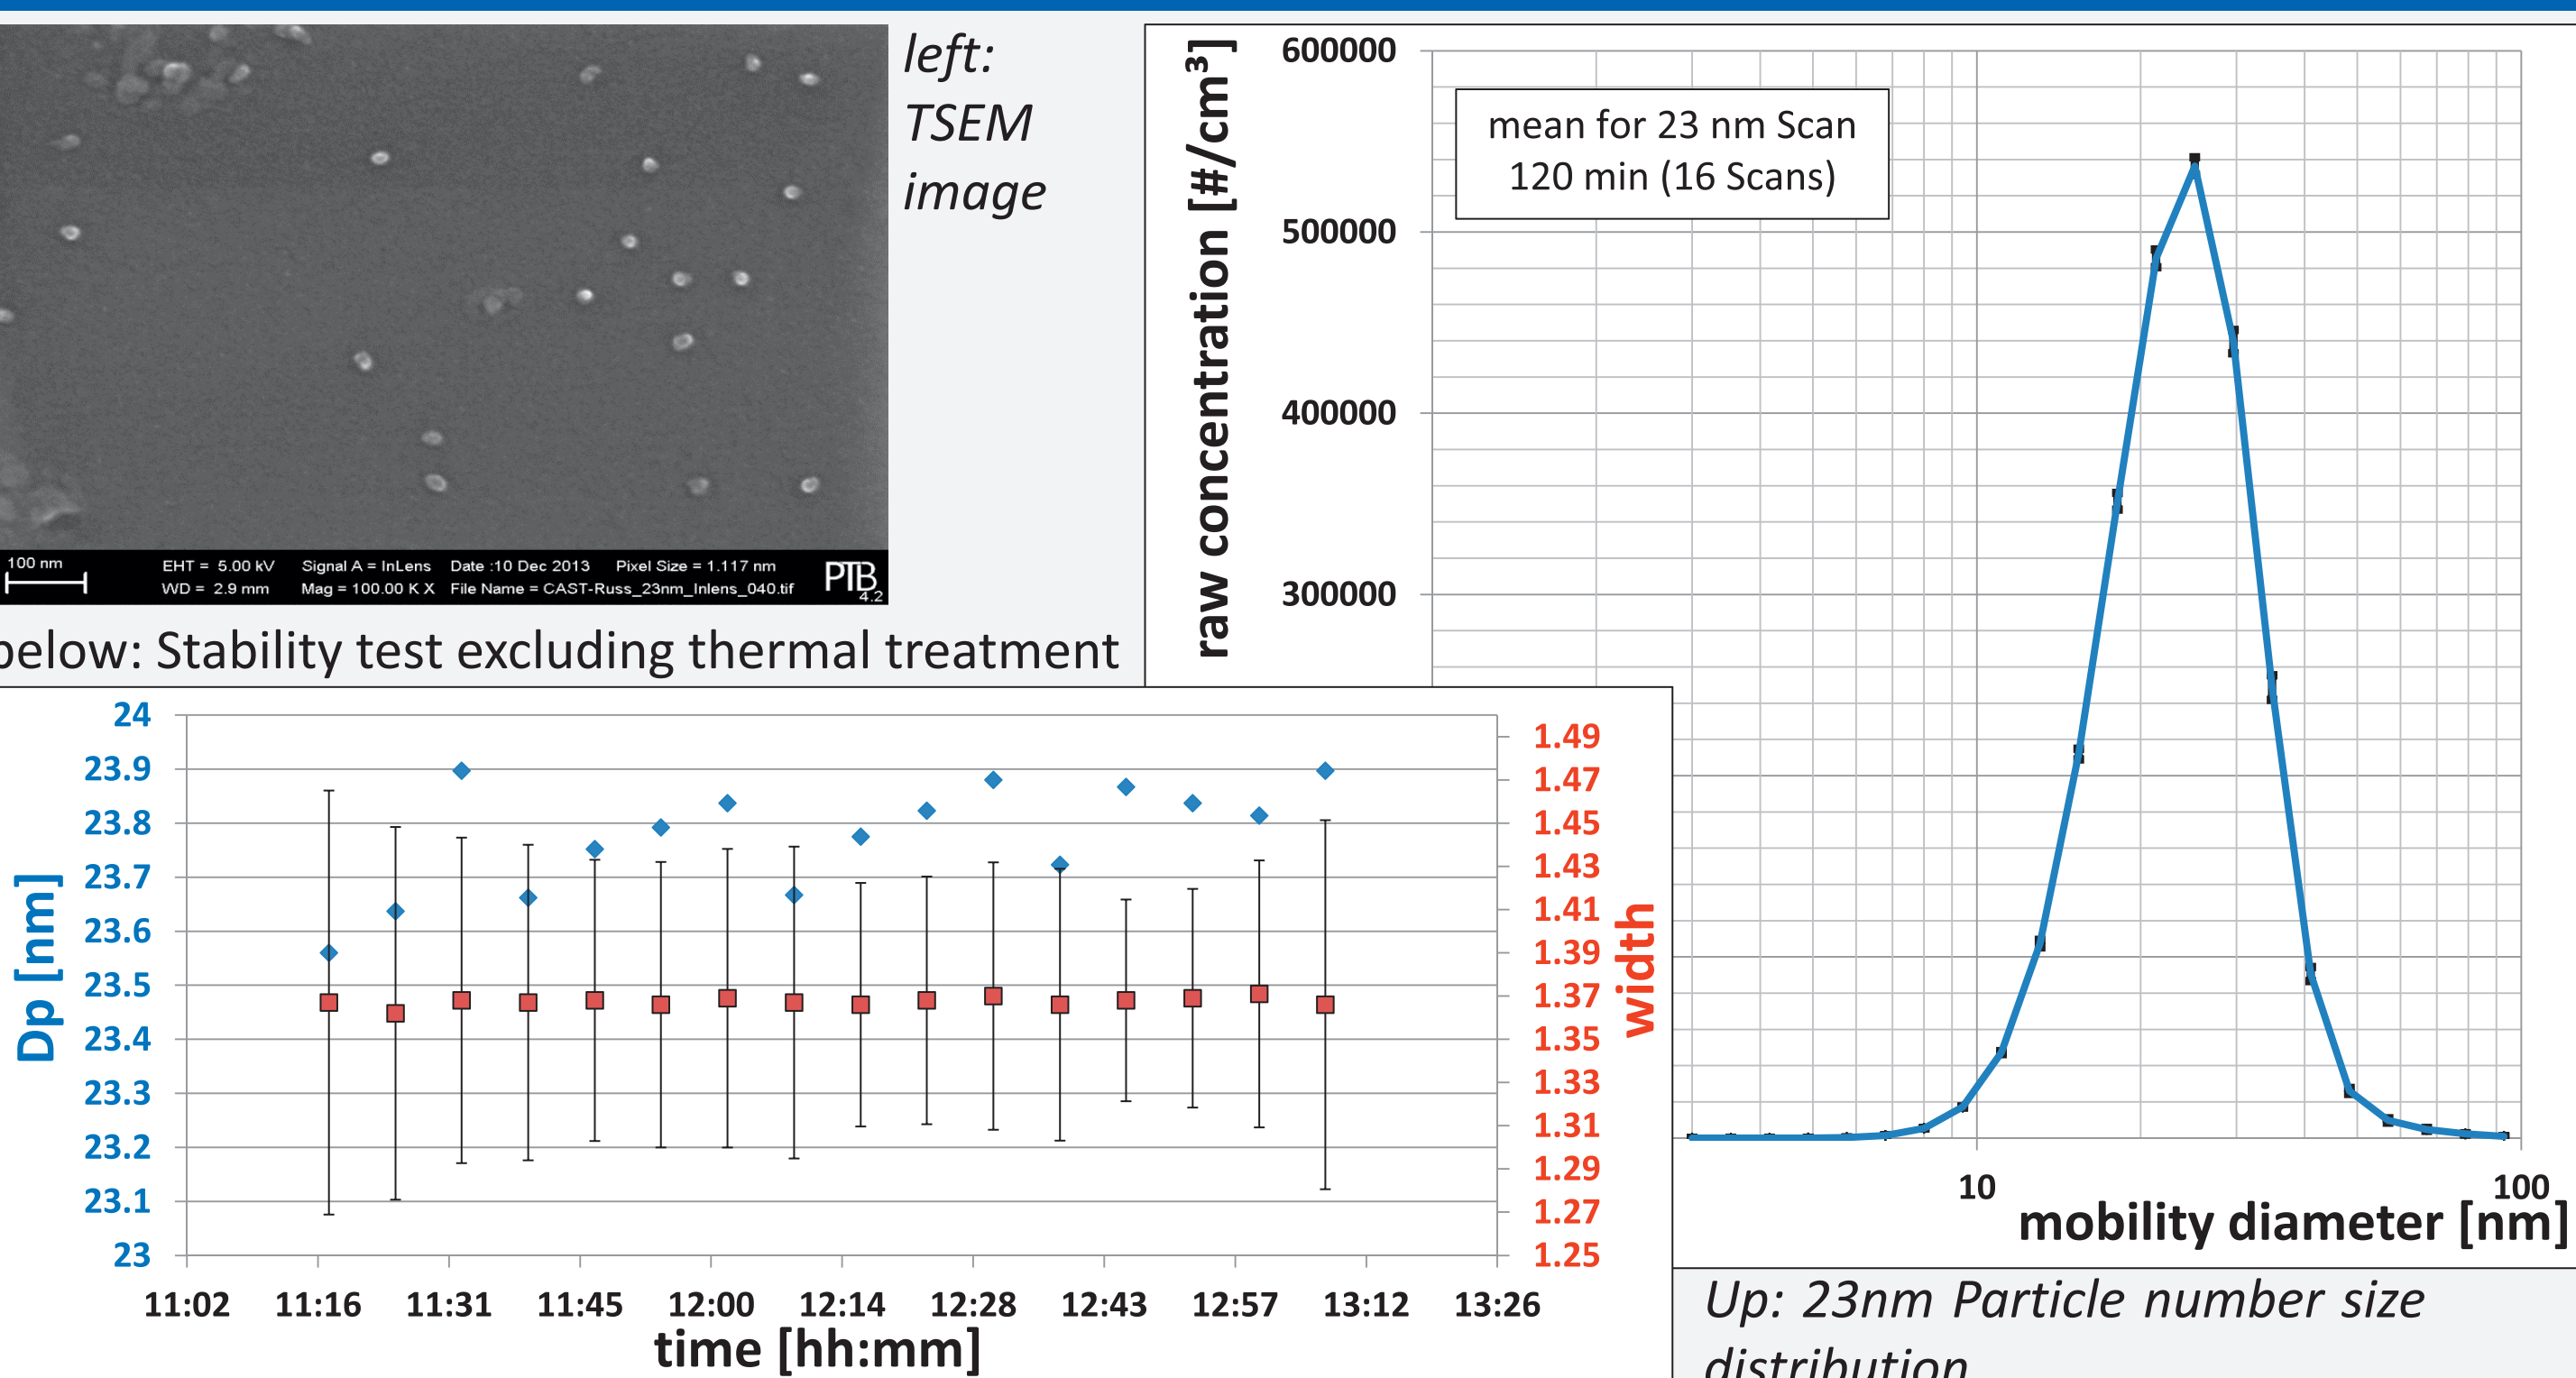 left:
TSEM
image
100 nm
EHT = 5.00 kV Signal A = InLens Date :10 Dec 2013 Pixel Size = 1.117 nm
WD = 2.9 mm Mag = 100.00 K X File Name = CAST-Russ_23nm_Inlens_040.tif
PTB
4.2
below: Stability test excluding thermal treatment
24
23.9
23.8
23.7
23.6
23.5
23.4
23.3
23.2
23.1
23
Dp [nm]
1.49
1.47
1.45
1.43
1.41
1.39
1.37
1.35
1.33
1.31
1.29
1.27
1.25
width
11:02 11:16 11:31 11:45 12:00 12:14 12:28 12:43 12:57 13:12 13:26
time [hh:mm]
raw concentration [#/cm³]
600000
500000
400000
300000
mean for 23 nm Scan
120 min (16 Scans)
10 100
mobility diameter [nm]
Up: 23nm Particle number size
distribution